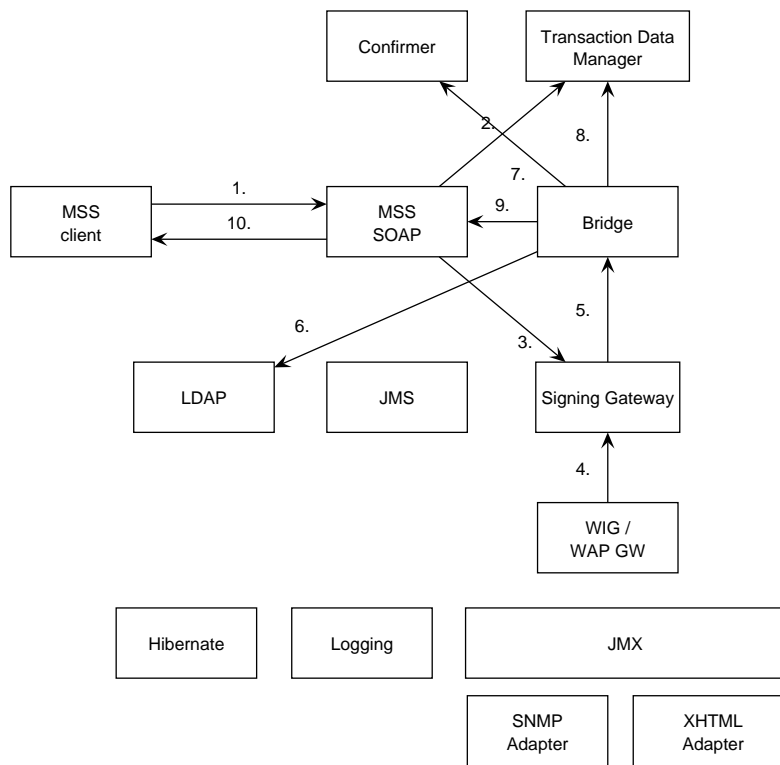 Confirmer
Transaction Data
Manager
2.
8.
7.
1.
MSS
client
10.
MSS
SOAP
9.
Bridge
6.
3.
5.
LDAP
JMS
Signing Gateway
4.
WIG /
WAP GW
Hibernate
Logging
JMX
SNMP
Adapter
XHTML
Adapter